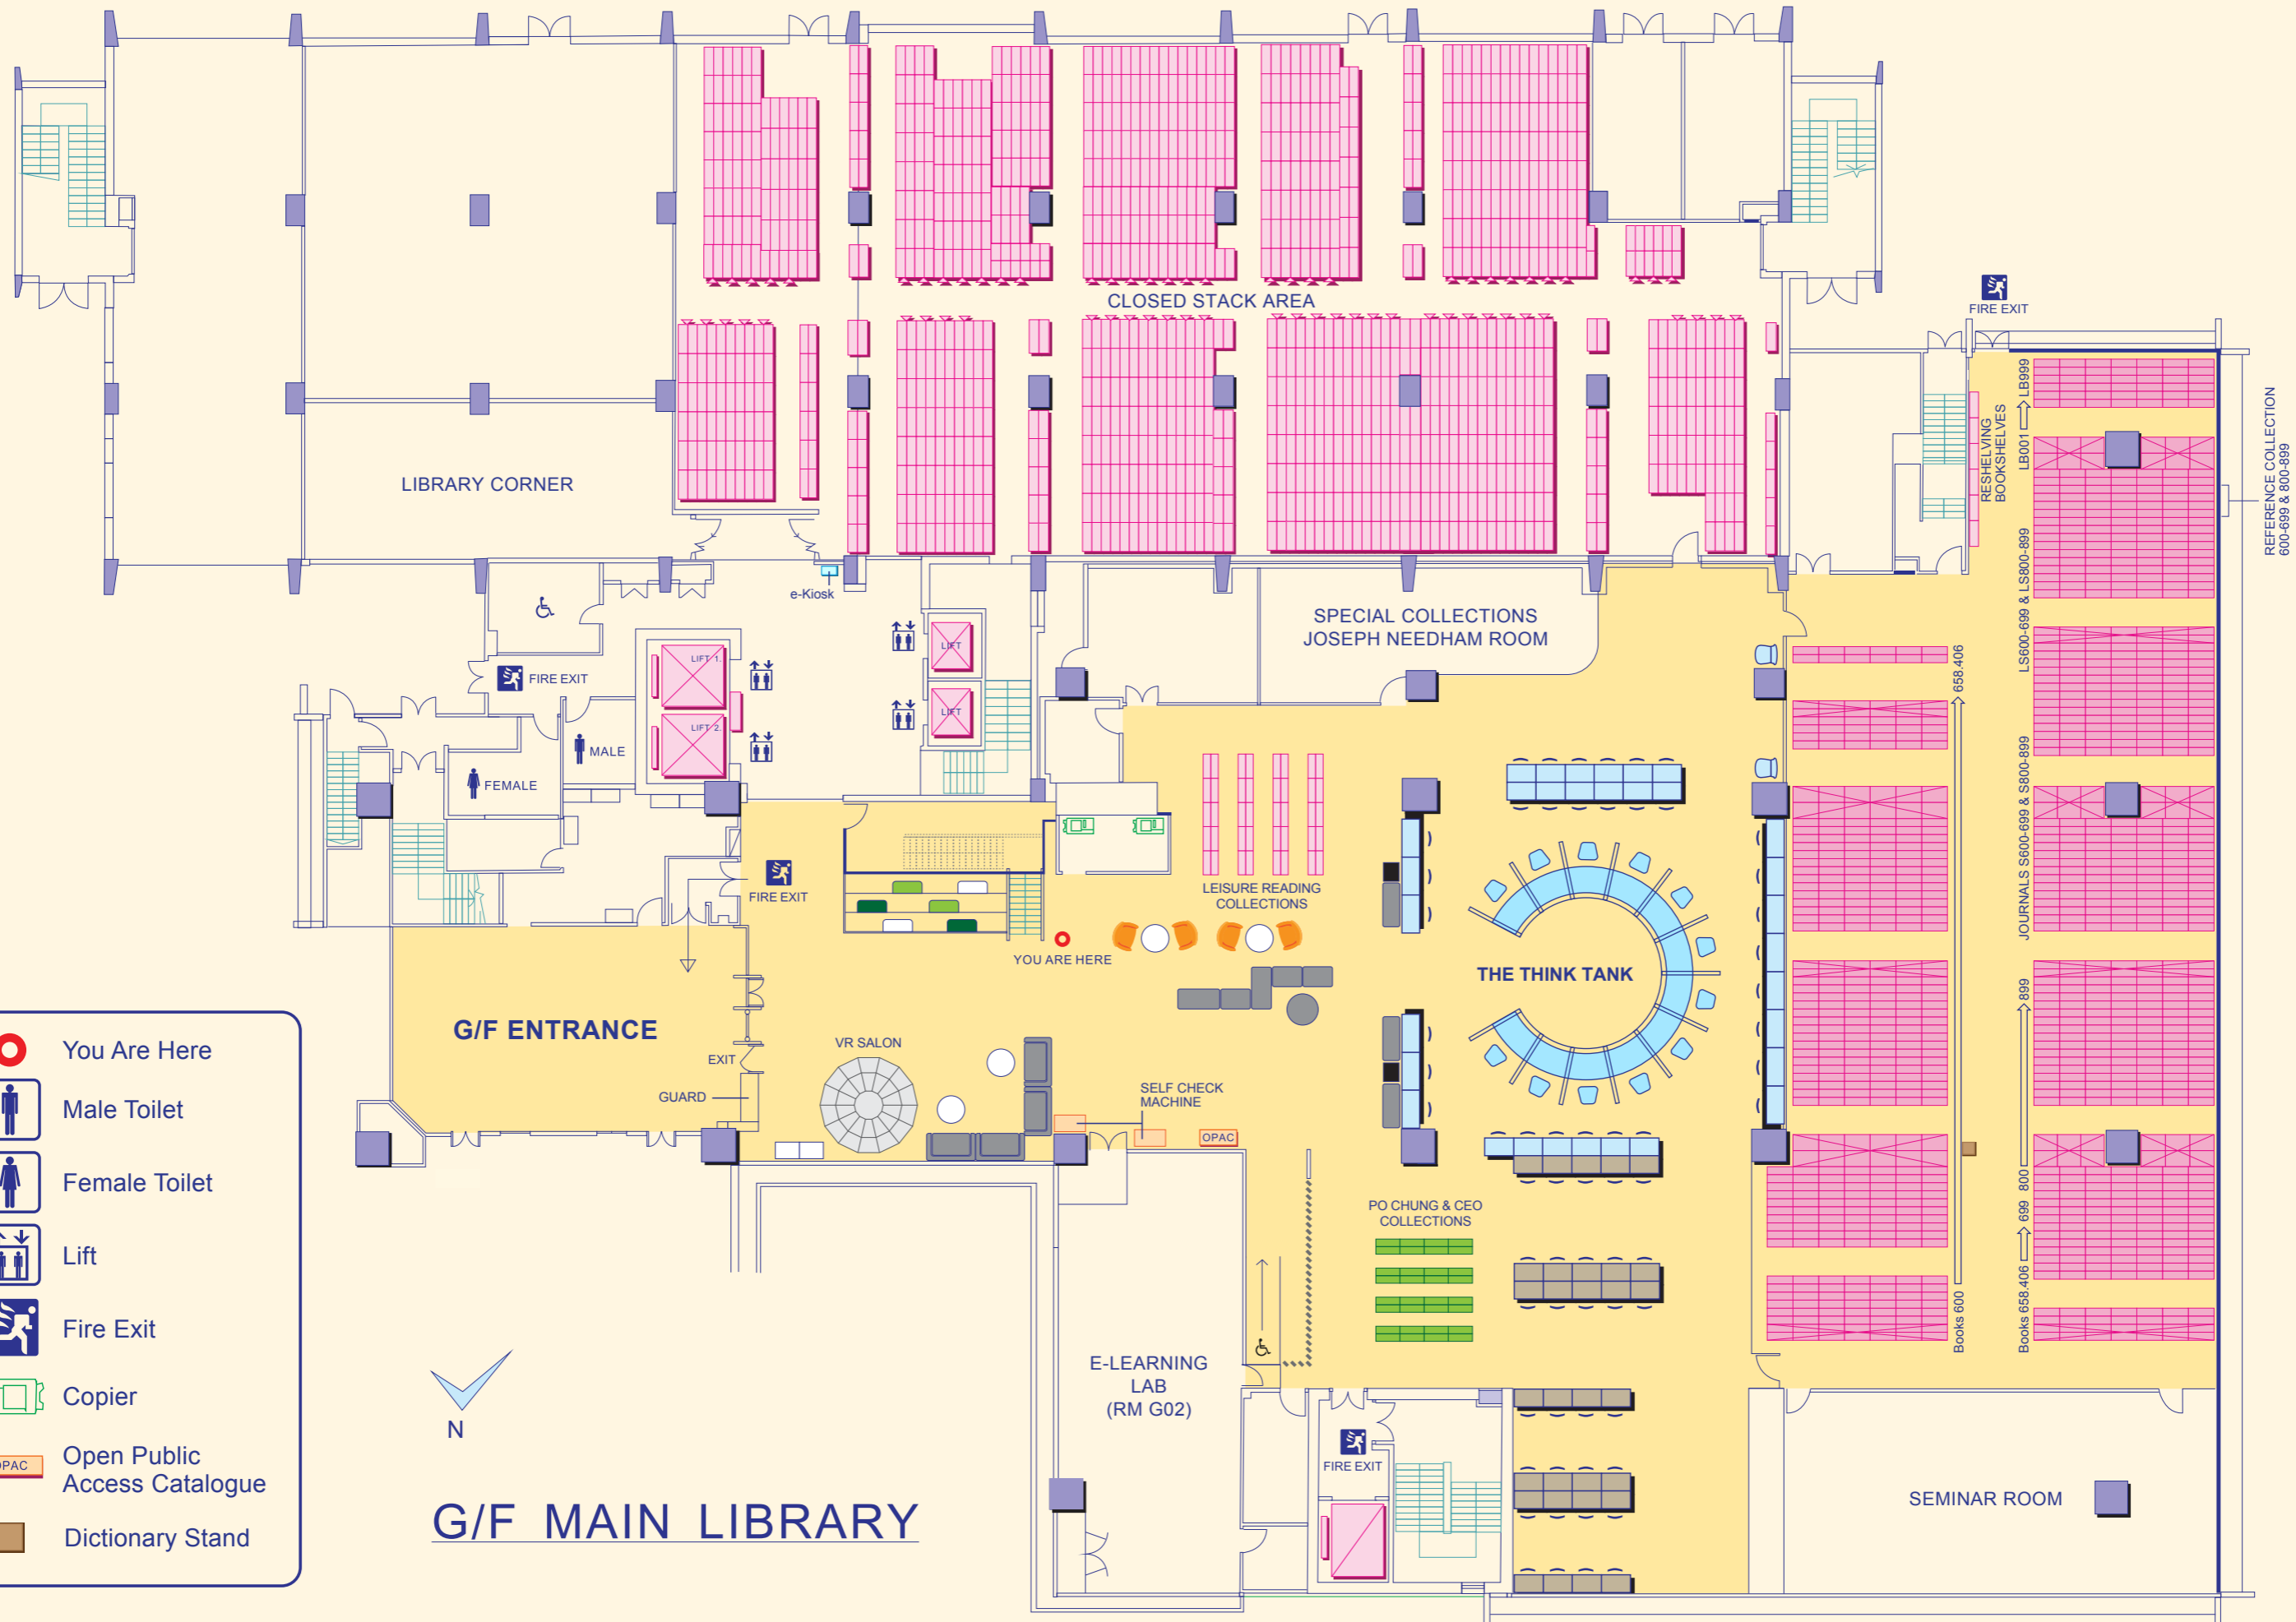 CLOSED STACK AREA
FIRE EXIT
LIBRARY CORNER
RESHELVING
BOOKSHELVES
LB001
LB999
REFERENCE COLLECTION
600-699 & 800-899
e-Kiosk
SPECIAL COLLECTIONS
JOSEPH NEEDHAM ROOM
LS600-699 & LS800-899
658.406
LIFT
LIFT
LIFT 1.
LIFT 2.
FIRE EXIT
MALE
FEMALE
JOURNALS S600-699 & S800-899
FIRE EXIT
LEISURE READING
COLLECTIONS
YOU ARE HERE
THE THINK TANK
G/F ENTRANCE
EXIT
GUARD
VR SALON
SELF CHECK
MACHINE
OPAC
899
800
699
Books 658.406
Books 600
PO CHUNG & CEO
COLLECTIONS
E-LEARNING
LAB
(RM G02)
FIRE EXIT
SEMINAR ROOM
You Are Here
Male Toilet
Female Toilet
Lift
Fire Exit
Copier
OPAC
Open Public
Access Catalogue
Dictionary Stand
N
G/F MAIN LIBRARY